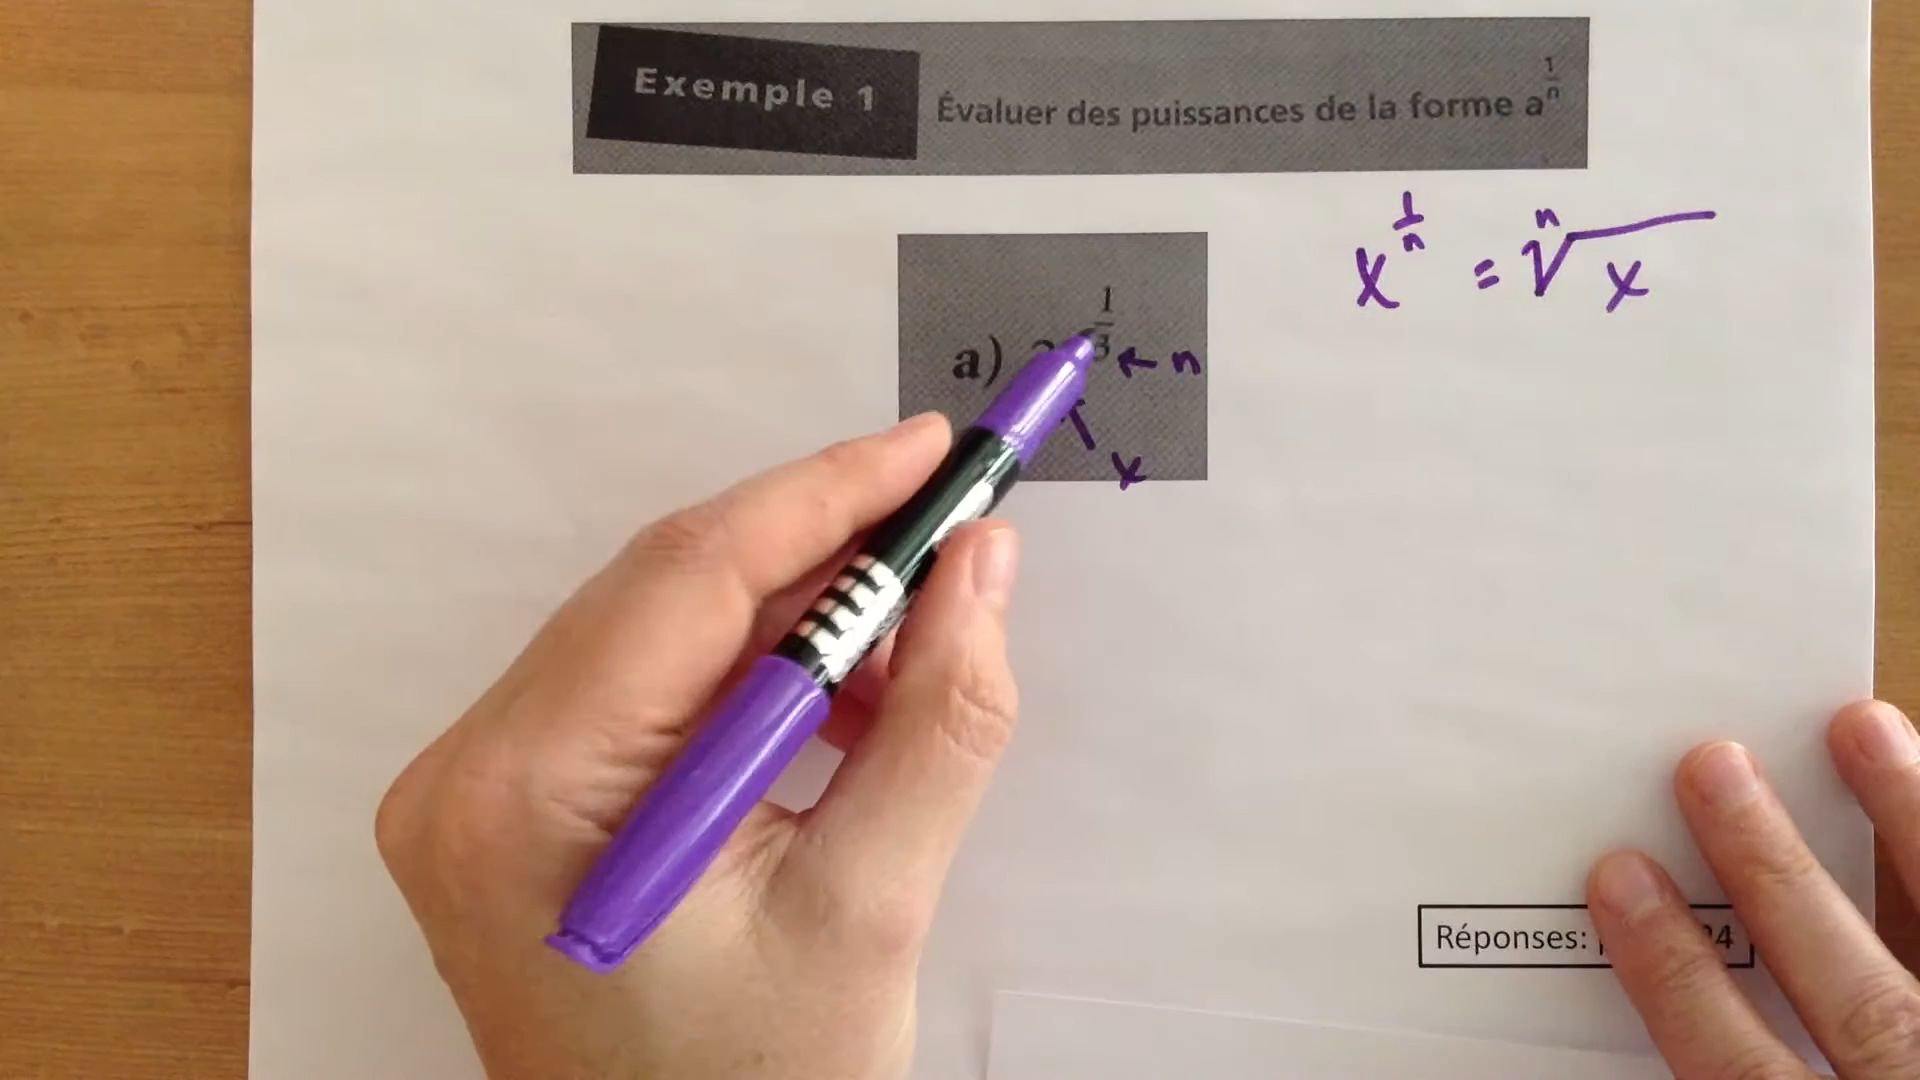 Exemple 1
Évaluer des puissances de la forme a^(1/n)
x^(1/n) = ⁿ√x
a) ^(1/3) ← n
x
Réponses: